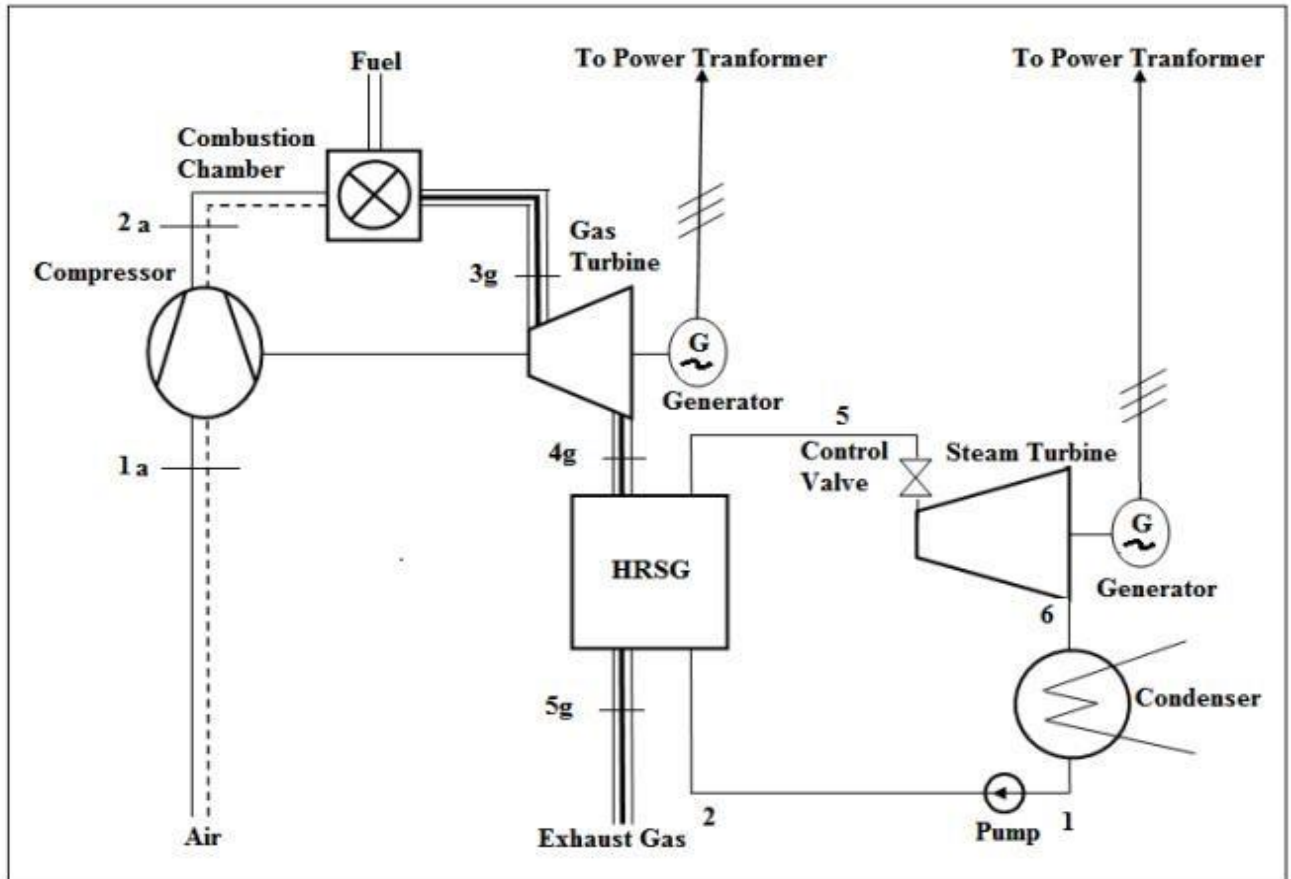 Fuel
To Power Tranformer
To Power Tranformer
Combustion
Chamber
2 a
Gas
Turbine
Compressor
3g
G
Generator
5
1 a
4g
Control
Valve
Steam Turbine
HRSG
G
Generator
6
5g
Condenser
Air
Exhaust Gas
2
Pump
1